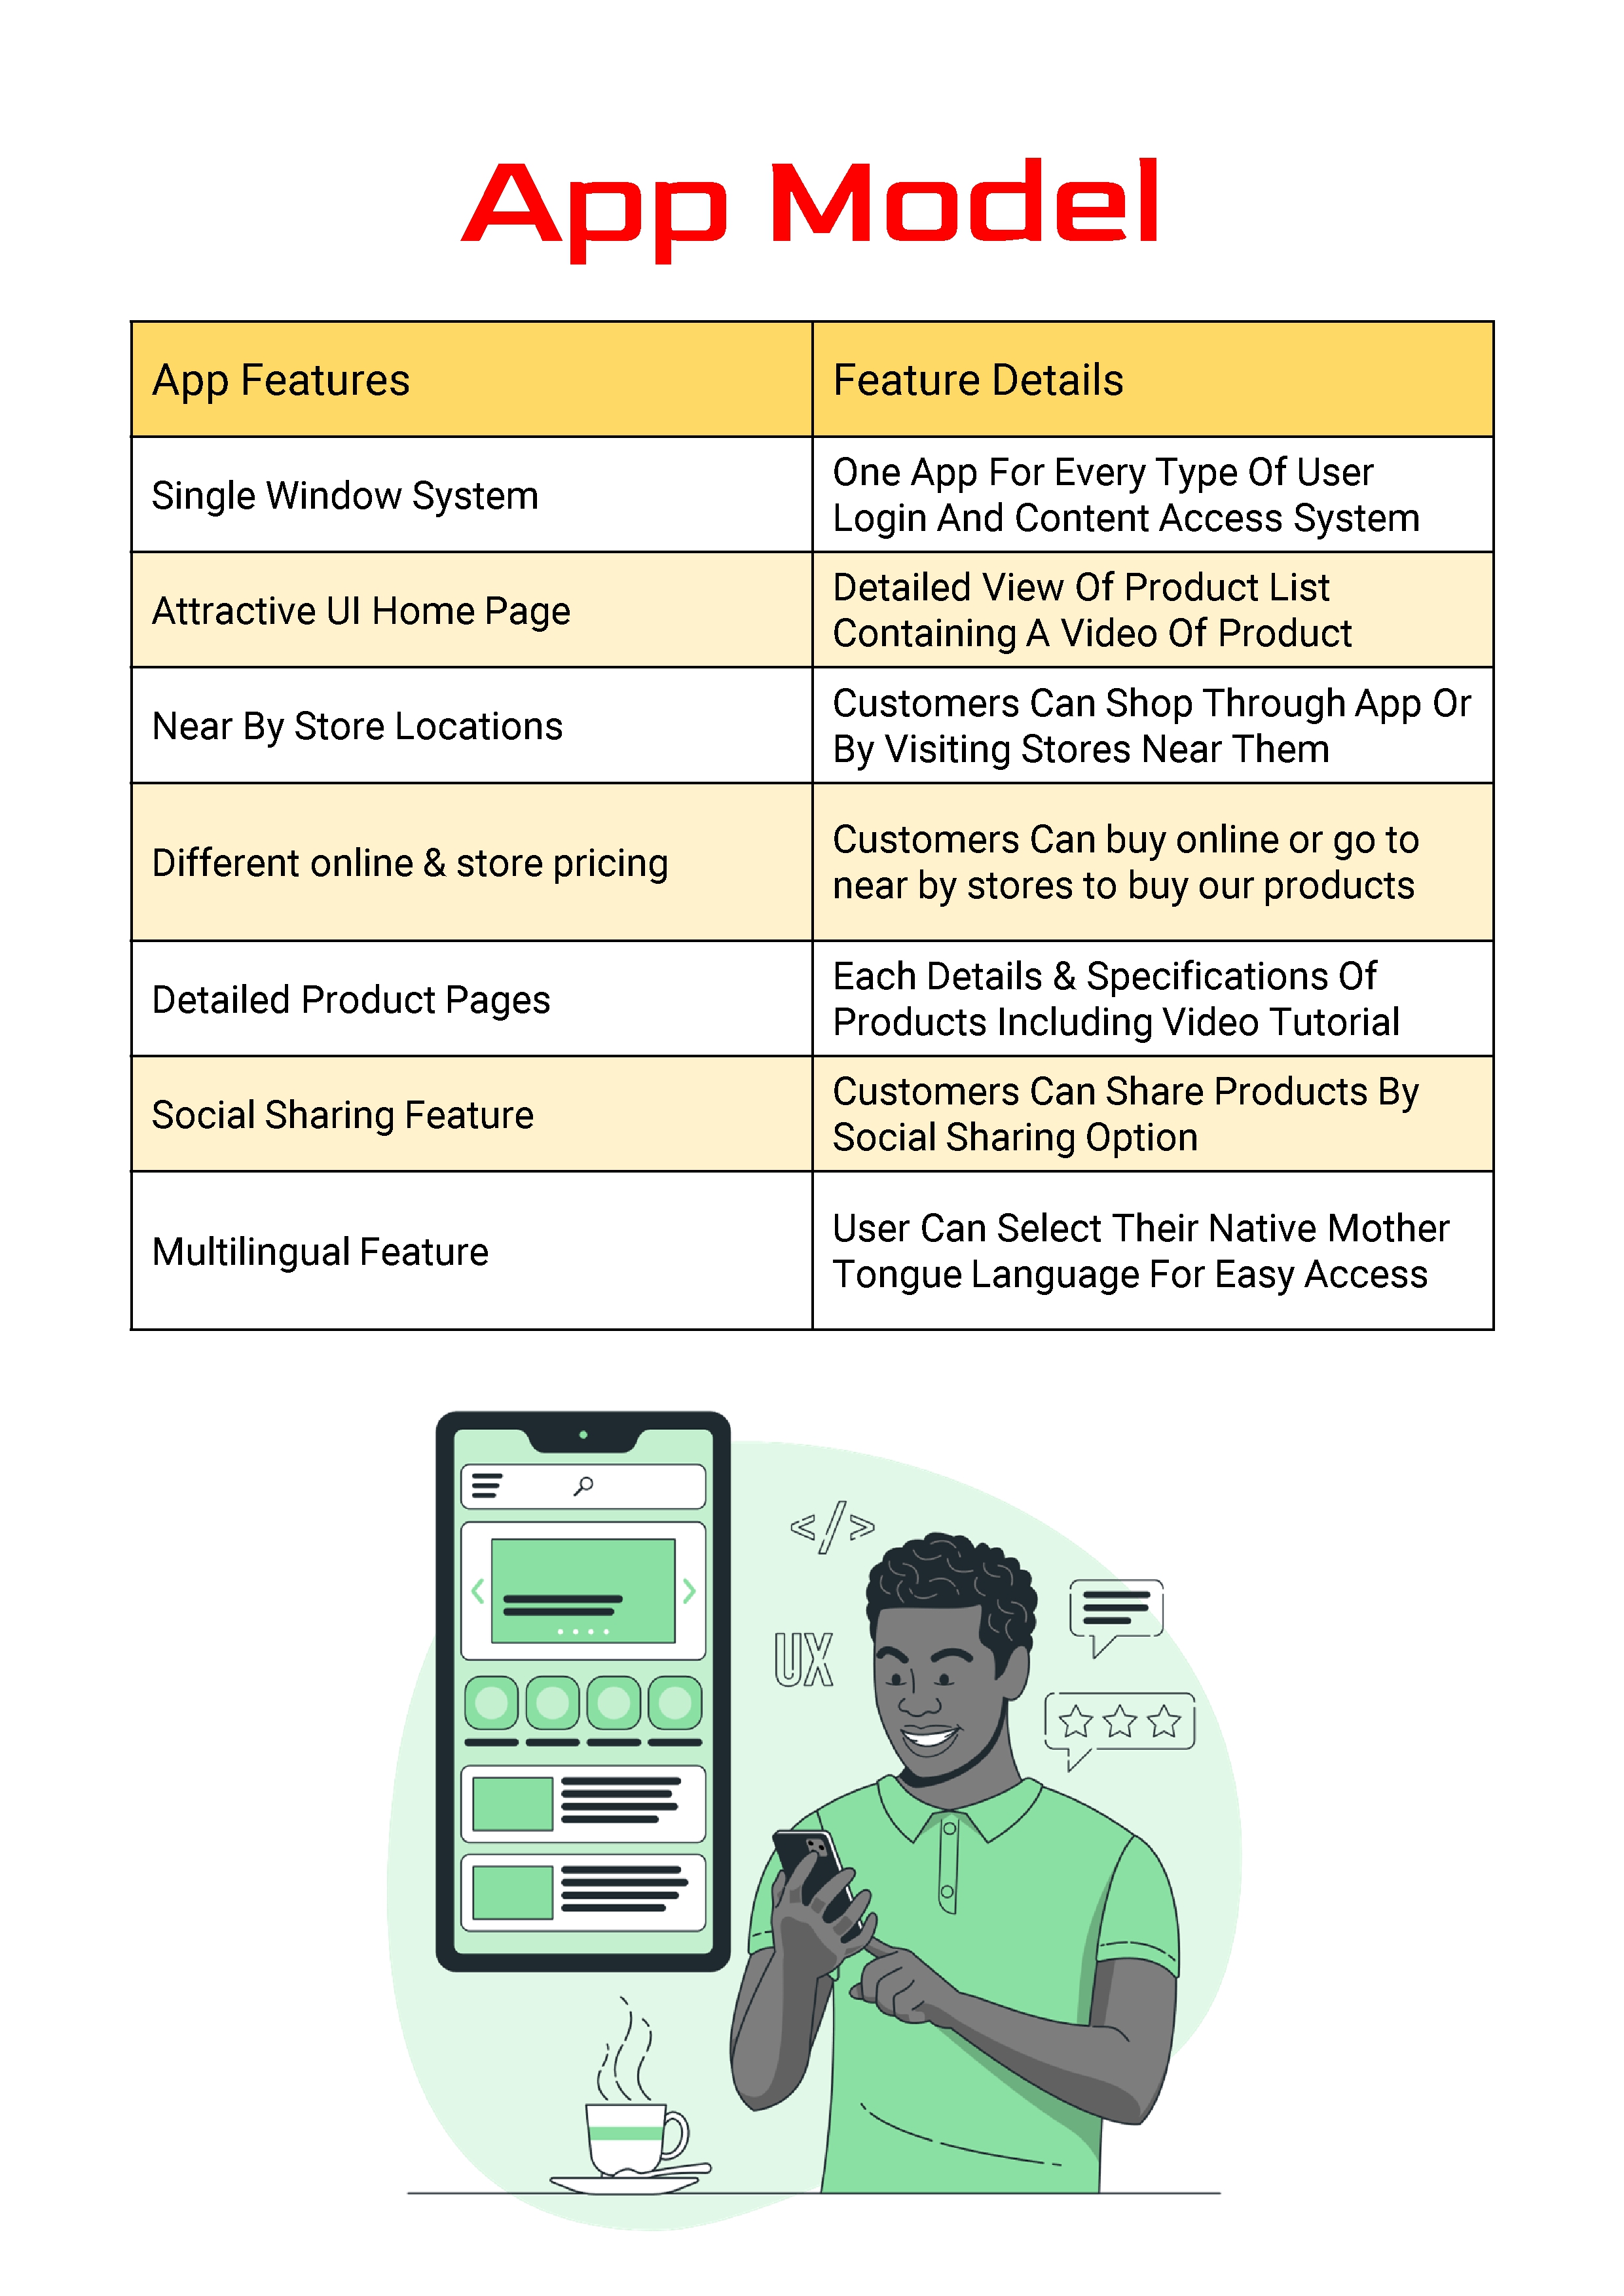 App Model
App Features
Feature Details
Single Window System
One App For Every Type Of User
Login And Content Access System
Attractive UI Home Page
Detailed View Of Product List
Containing A Video Of Product
Near By Store Locations
Customers Can Shop Through App Or
By Visiting Stores Near Them
Different online & store pricing
Customers Can buy online or go to
near by stores to buy our products
Detailed Product Pages
Each Details & Specifications Of
Products Including Video Tutorial
Social Sharing Feature
Customers Can Share Products By
Social Sharing Option
Multilingual Feature
User Can Select Their Native Mother
Tongue Language For Easy Access
</>
UX